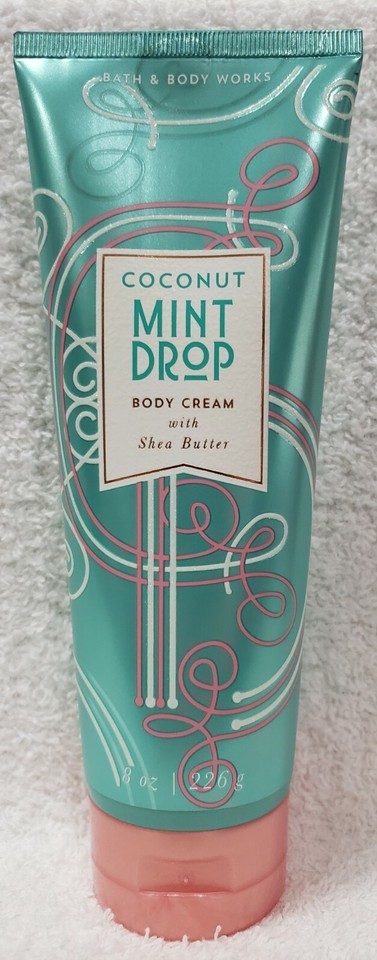 BATH & BODY WORKS
COCONUT
MINT
DROP
BODY CREAM
with
Shea Butter
8 oz | 226 g